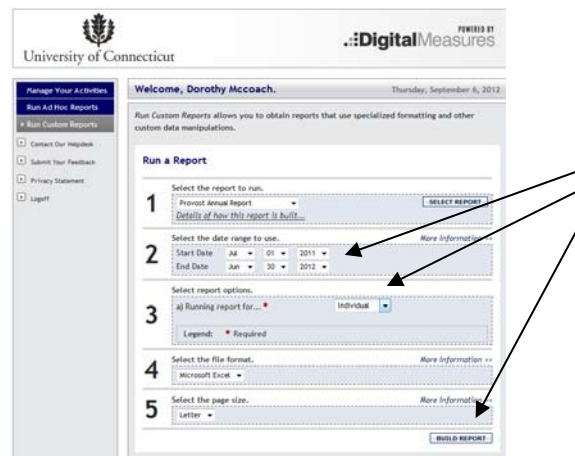 University of Connecticut
POWERED BY
.::DigitalMeasures
Manage Your Activities
Run Ad Hoc Reports
Run Custom Reports
Contact Our Helpdesk
Submit Your Feedback
Privacy Statement
Logoff
Welcome, Dorothy Mccoach.
Thursday, September 6, 2012
Run Custom Reports allows you to obtain reports that use specialized formatting and other
custom data manipulations.
Run a Report
1
Select the report to run.
Provost Annual Report
SELECT REPORT
Details of how this report is built...
2
Select the date range to use.
More Information >>
Start Date Jul 01 2011
End Date Jun 30 2012
3
Select report options.
a) Running report for... * Individual
Legend: * Required
4
Select the file format.
More Information >>
Microsoft Excel
5
Select the page size.
More Information >>
Letter
BUILD REPORT